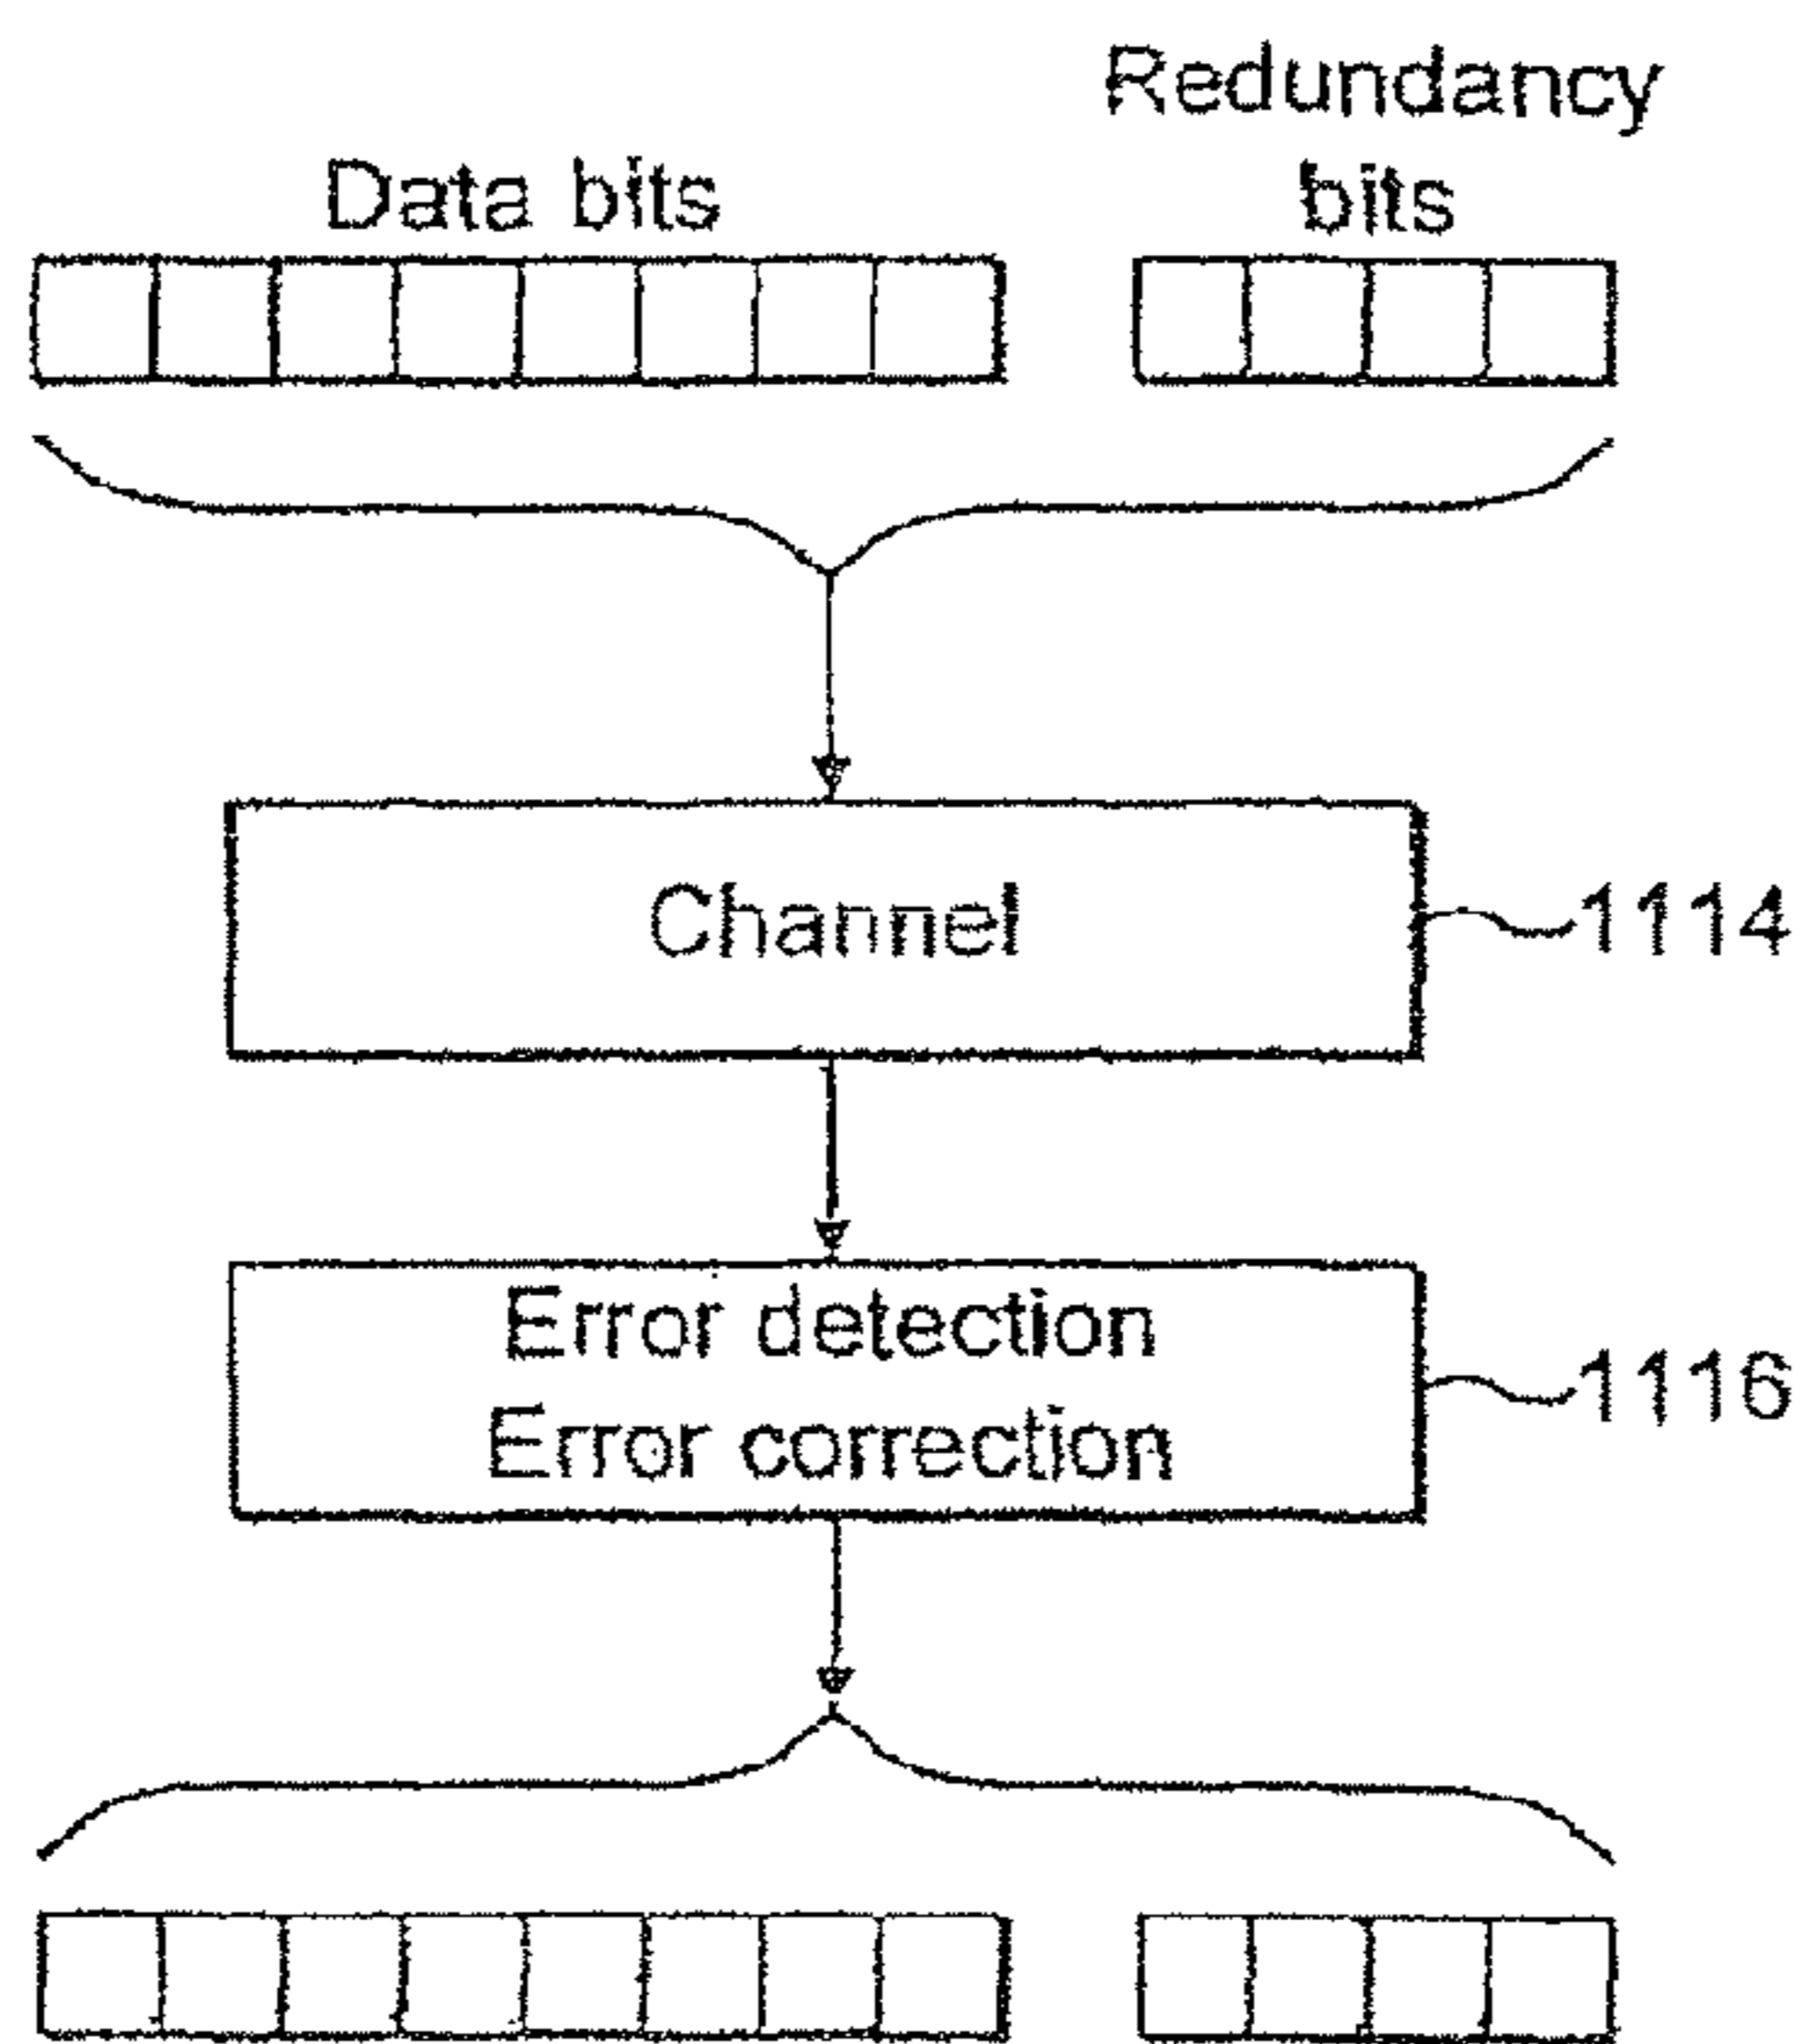 Redundancy
Data bits
bits
Channel
1114
Error detection
Error correction
1116